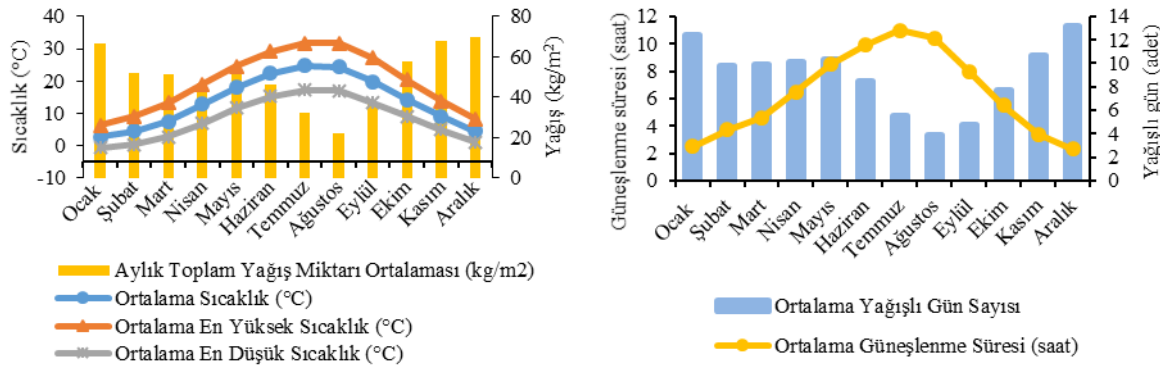 Sıcaklık (°C)
40
30
20
10
0
-10
80
60
40
20
0
Yağış (kg/m²)
Ocak
Şubat
Mart
Nisan
Mayıs
Haziran
Temmuz
Ağustos
Eylül
Ekim
Kasım
Aralık
Aylık Toplam Yağış Miktarı Ortalaması (kg/m2)
Ortalama Sıcaklık (°C)
Ortalama En Yüksek Sıcaklık (°C)
Ortalama En Düşük Sıcaklık (°C)
Güneşlenme süresi (saat)
12
10
8
6
4
2
0
14
12
10
8
6
4
2
0
Yağışlı gün (adet)
Ocak
Şubat
Mart
Nisan
Mayıs
Haziran
Temmuz
Ağustos
Eylül
Ekim
Kasım
Aralık
Ortalama Yağışlı Gün Sayısı
Ortalama Güneşlenme Süresi (saat)